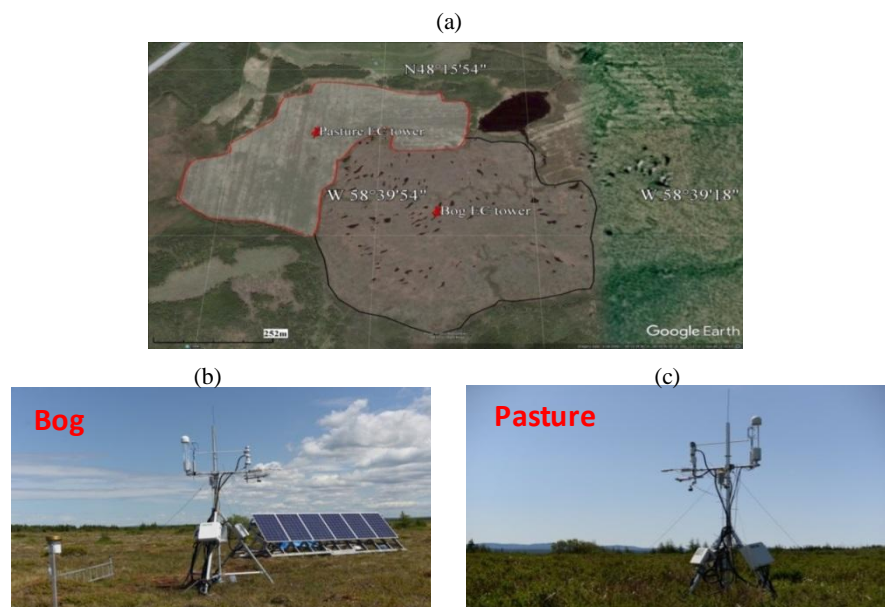 (a)
N48°15'54"
Pasture EC tower
W 58°39'54"
W 58°39'18"
Bog EC tower
252m
Google Earth
(b)
(c)
Bog
Pasture